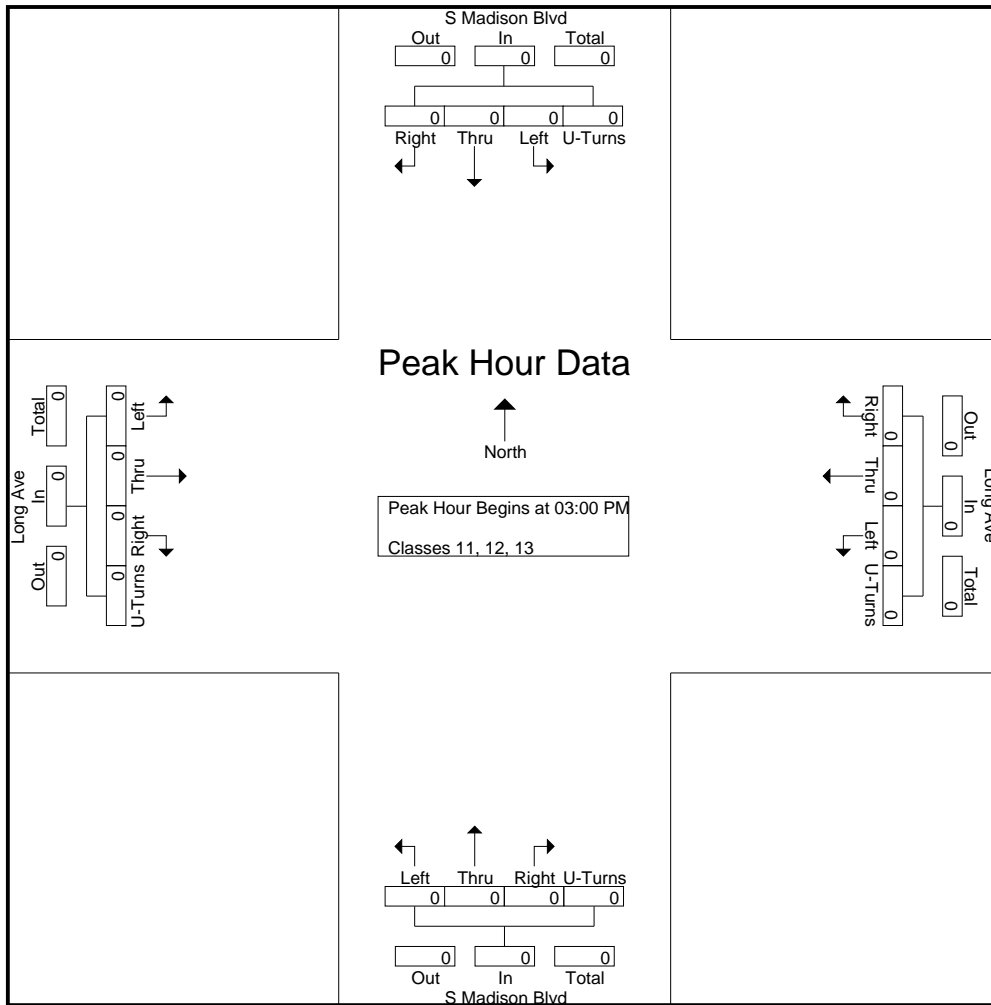 S Madison Blvd
Out In Total
0 0 0
0 0 0 0
Right Thru Left U-Turns
Peak Hour Data
North
Peak Hour Begins at 03:00 PM
Classes 11, 12, 13
Long Ave
Out In Total
0 0 0
0 0 0 0
U-Turns Right Thru Left
Long Ave
Out In Total
0 0 0
0 0 0 0
Right Thru Left U-Turns
Left Thru Right U-Turns
0 0 0 0
0 0 0
Out In Total
S Madison Blvd